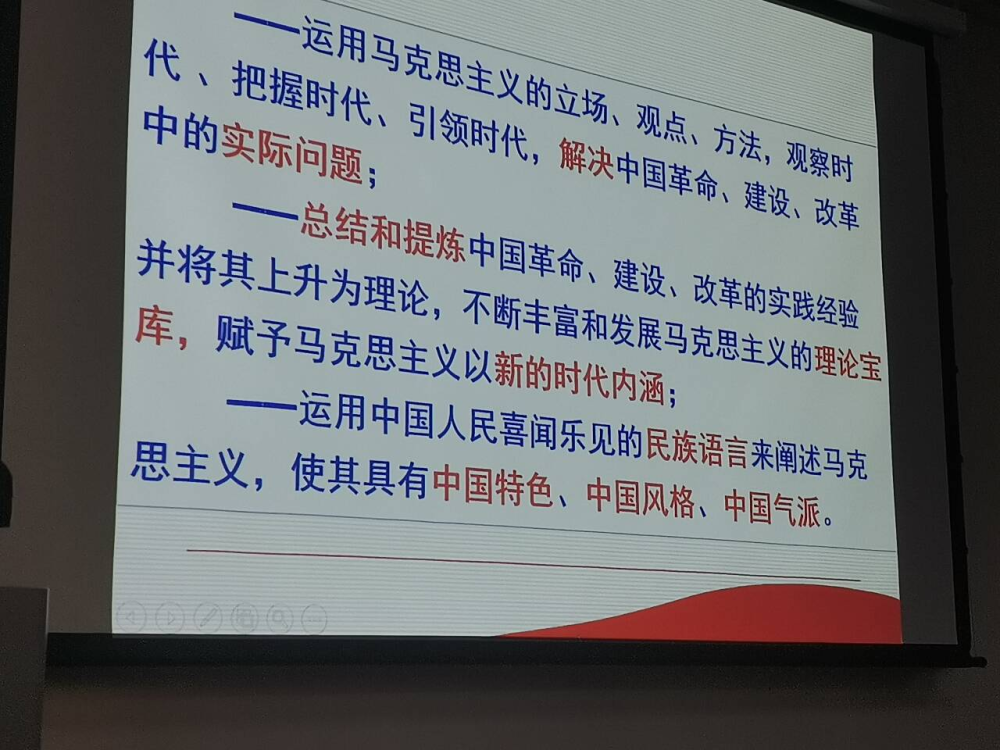 ——运用马克思主义的立场、观点、方法，观察时
代、把握时代、引领时代，解决中国革命、建设、改革
中的实际问题；
——总结和提炼中国革命、建设、改革的实践经验
并将其上升为理论，不断丰富和发展马克思主义的理论宝
库，赋予马克思主义以新的时代内涵；
——运用中国人民喜闻乐见的民族语言来阐述马克
思主义，使其具有中国特色、中国风格、中国气派。